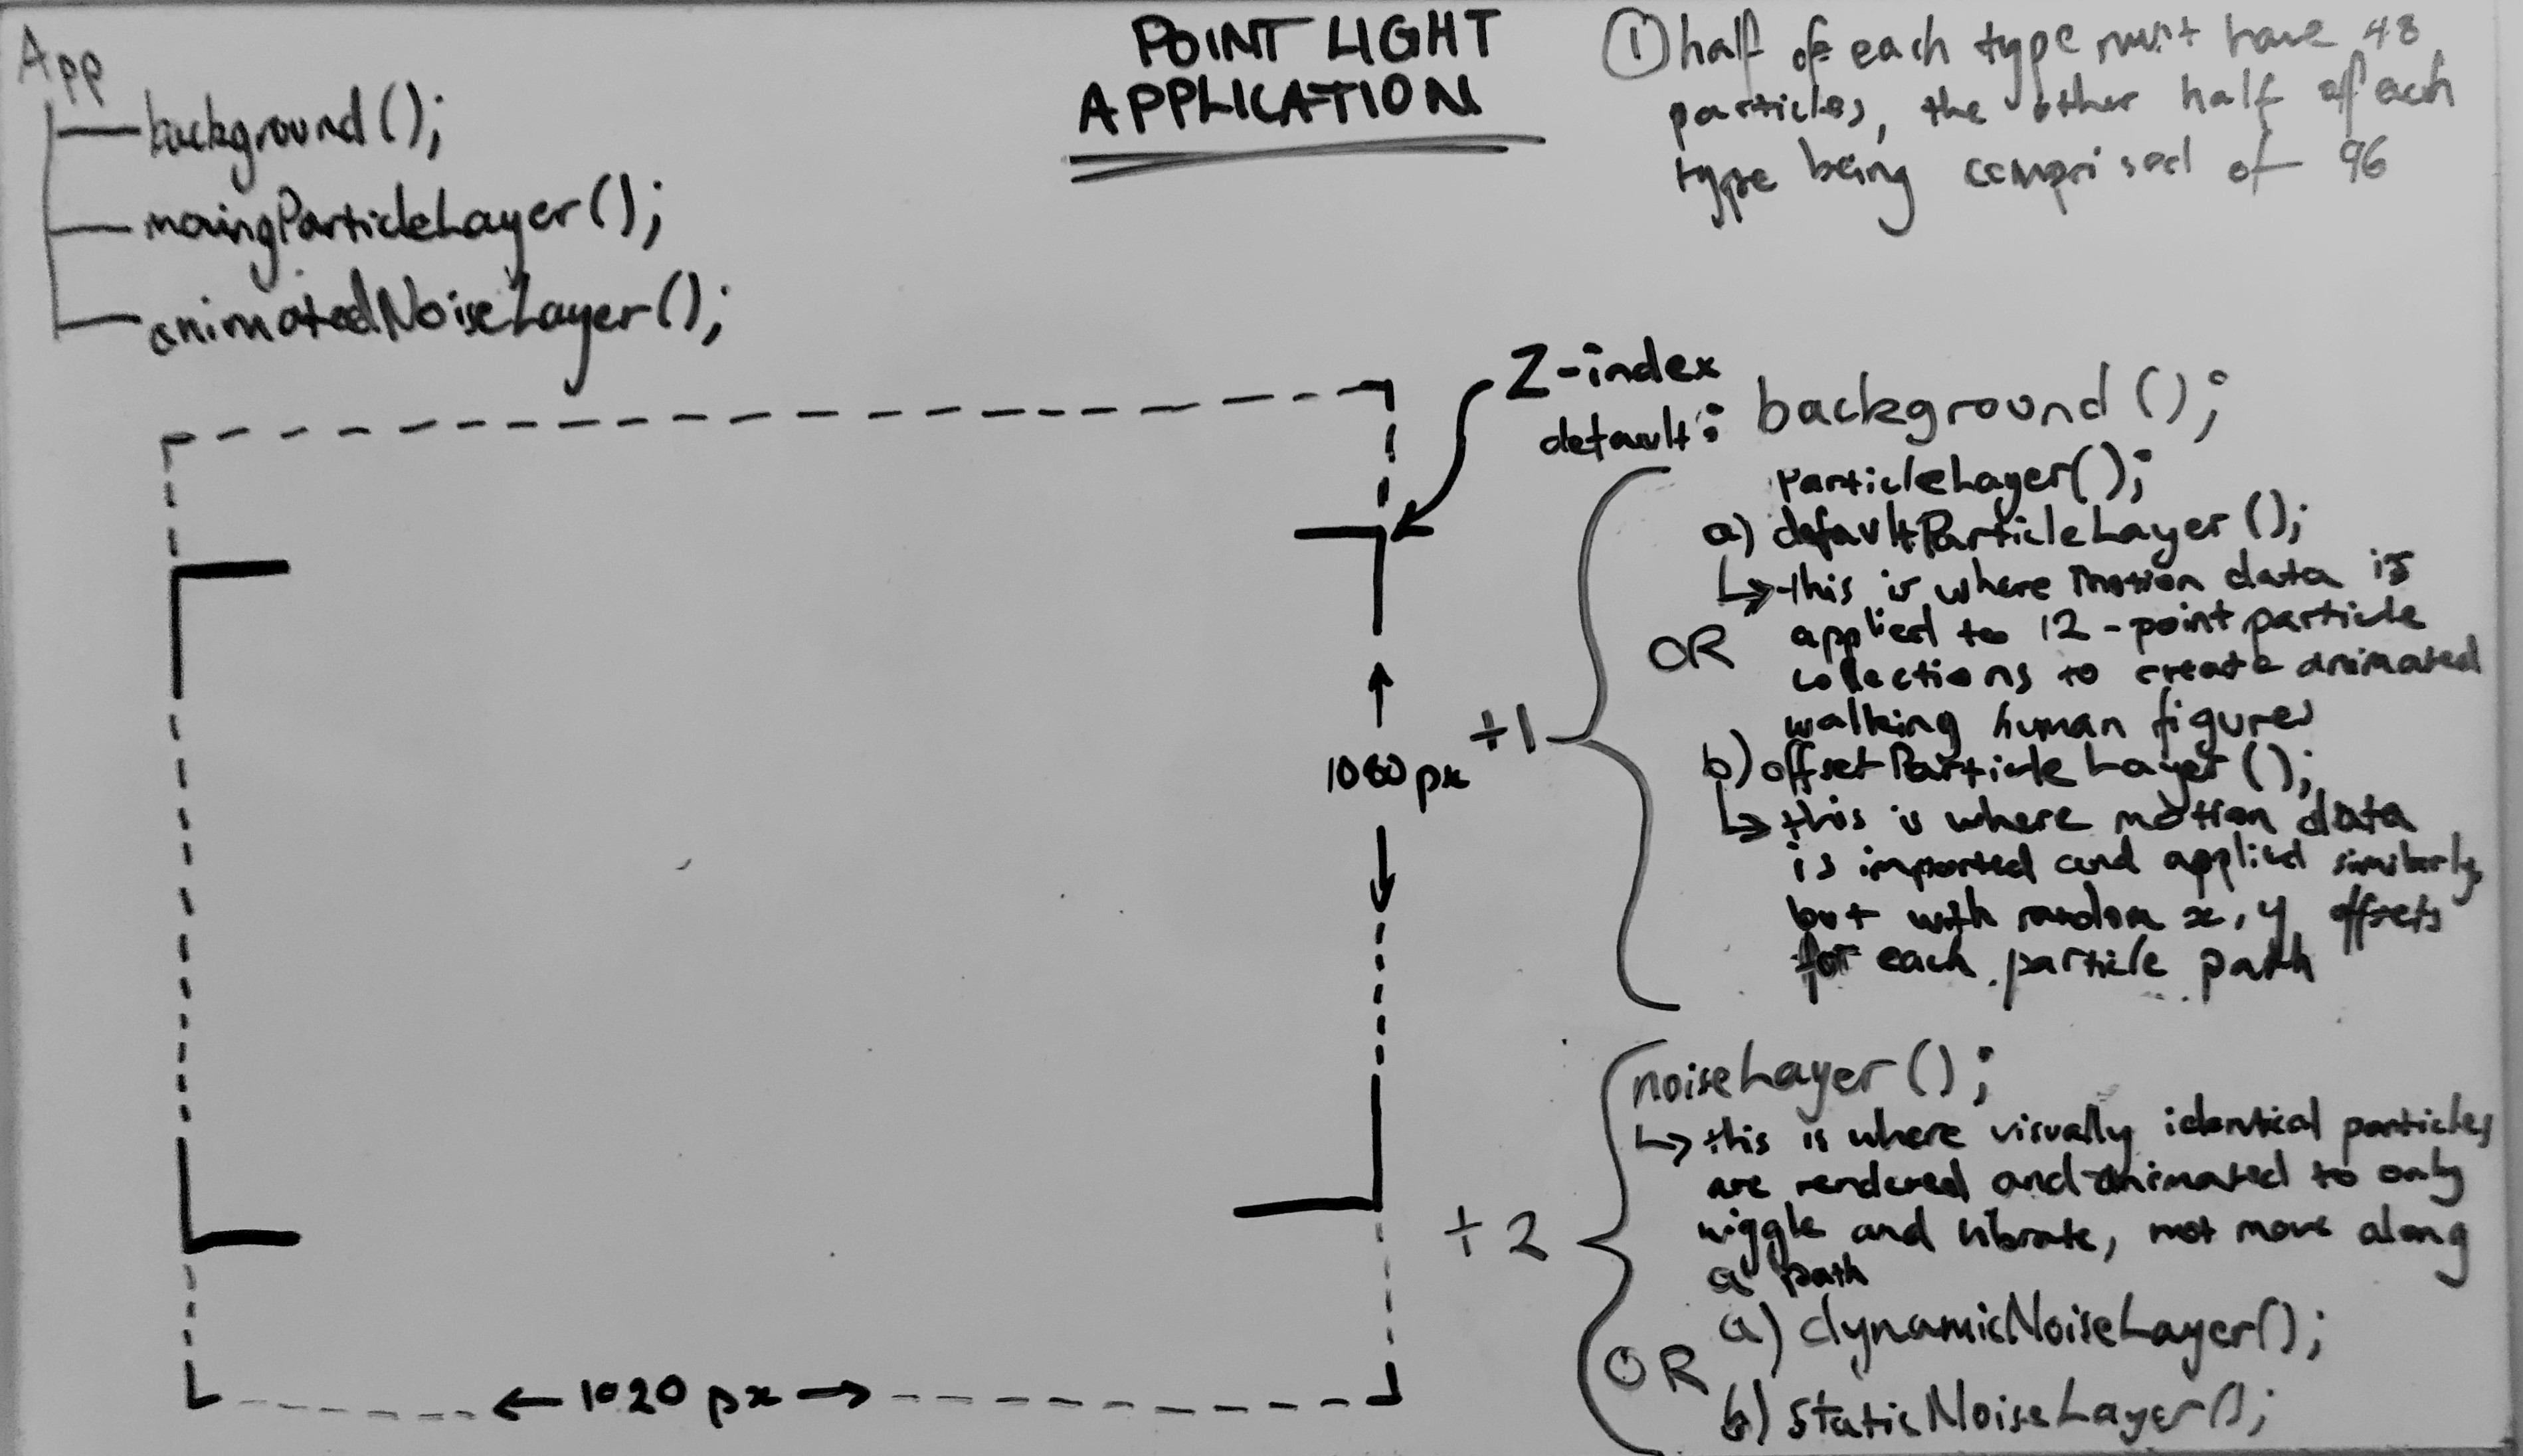 App
background();
movingParticleLayer();
animatedNoiseLayer();
POINT LIGHT
APPLICATION
① half of each type must have 48
particles, the other half of each
type being comprised of 96
Z-index
default:
background();
+1
particleLayer();
a) defaultParticleLayer();
↳ this is where motion data is
applied to 12-point particle
collections to create animated
walking human figures
OR
b) offsetParticleLayer();
↳ this is where motion data
is imported and applied similarly,
but with random x, y offsets
for each particle path
1080 px
+2
noiseLayer();
↳ this is where visually identical particles
are rendered and animated to only
wiggle and vibrate, not move along
a path
a) dynamicNoiseLayer();
OR
b) staticNoiseLayer();
← 1020 px →